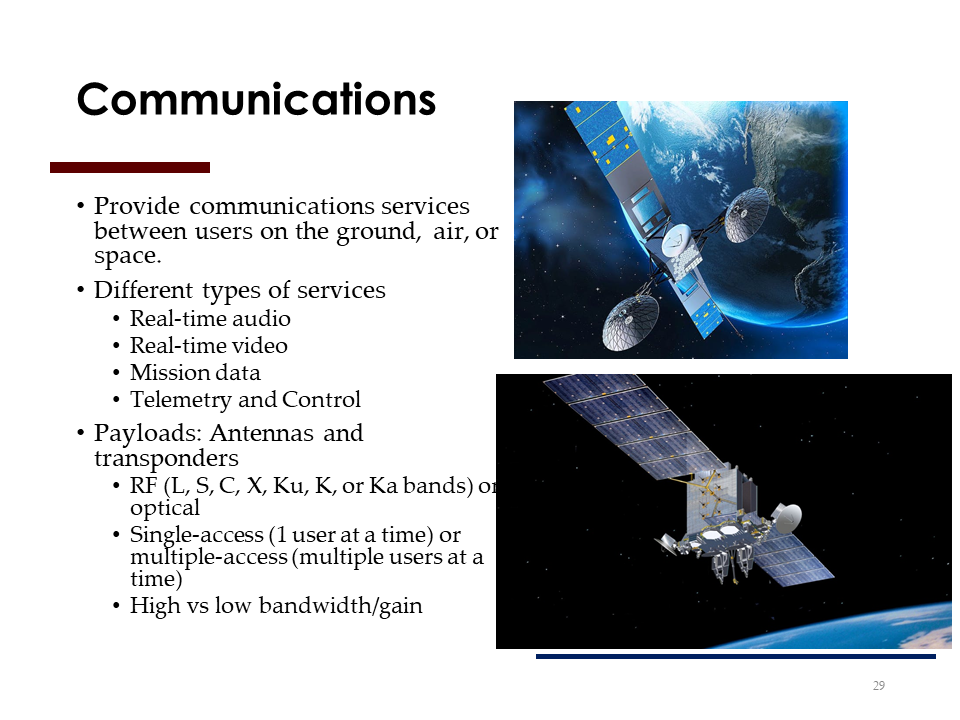 Communications
• Provide communications services
between users on the ground, air, or
space.
• Different types of services
• Real-time audio
• Real-time video
• Mission data
• Telemetry and Control
• Payloads: Antennas and
transponders
• RF (L, S, C, X, Ku, K, or Ka bands) or
optical
• Single-access (1 user at a time) or
multiple-access (multiple users at a
time)
• High vs low bandwidth/gain
29